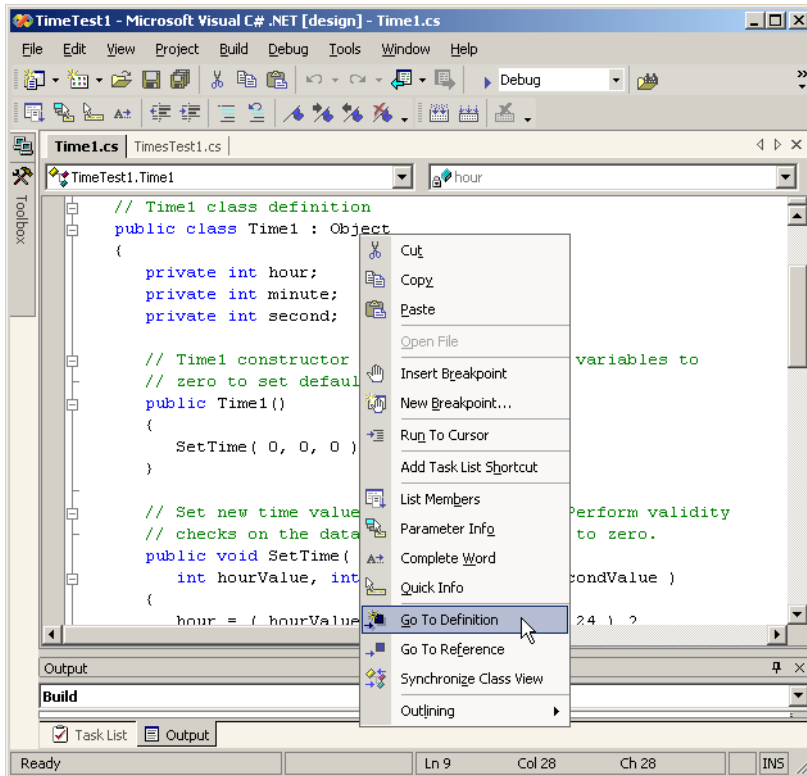 TimeTest1 - Microsoft Visual C# .NET [design] - Time1.cs
File Edit View Project Build Debug Tools Window Help
Debug
Time1.cs TimesTest1.cs
TimeTest1.Time1 hour
Toolbox
// Time1 class definition
public class Time1 : Object
{
private int hour;
private int minute;
private int second;
// Time1 constructor variables to
// zero to set defaul
public Time1()
{
SetTime( 0, 0, 0 )
}
// Set new time value Perform validity
// checks on the data to zero.
public void SetTime(
int hourValue, int condValue )
{
hour = ( hourValue 24 ) ?
Cut
Copy
Paste
Open File
Insert Breakpoint
New Breakpoint...
Run To Cursor
Add Task List Shortcut
List Members
Parameter Info
Complete Word
Quick Info
Go To Definition
Go To Reference
Synchronize Class View
Outlining
Output
Build
Task List Output
Ready Ln 9 Col 28 Ch 28 INS